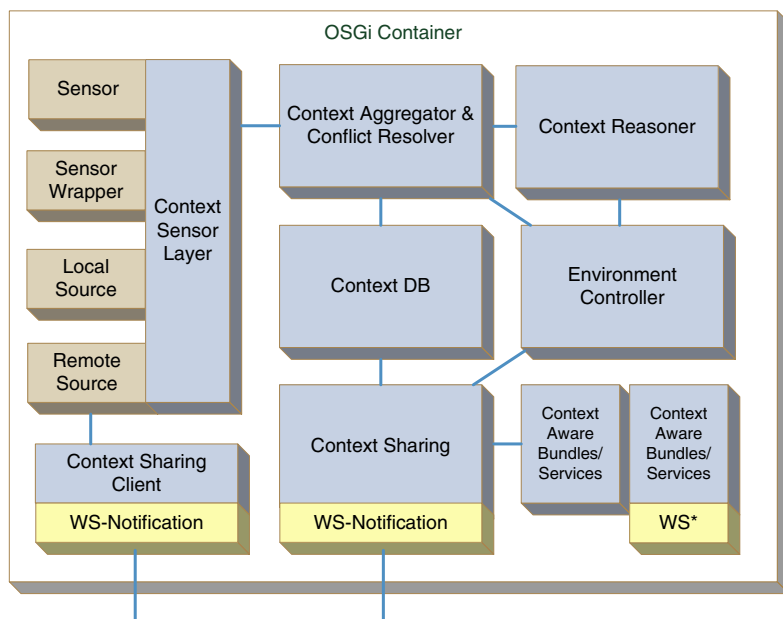 OSGi Container
Sensor
Sensor
Wrapper
Local
Source
Remote
Source
Context
Sensor
Layer
Context Aggregator &
Conflict Resolver
Context Reasoner
Context DB
Environment
Controller
Context Sharing
Client
WS-Notification
Context Sharing
WS-Notification
Context
Aware
Bundles/
Services
Context
Aware
Bundles/
Services
WS*